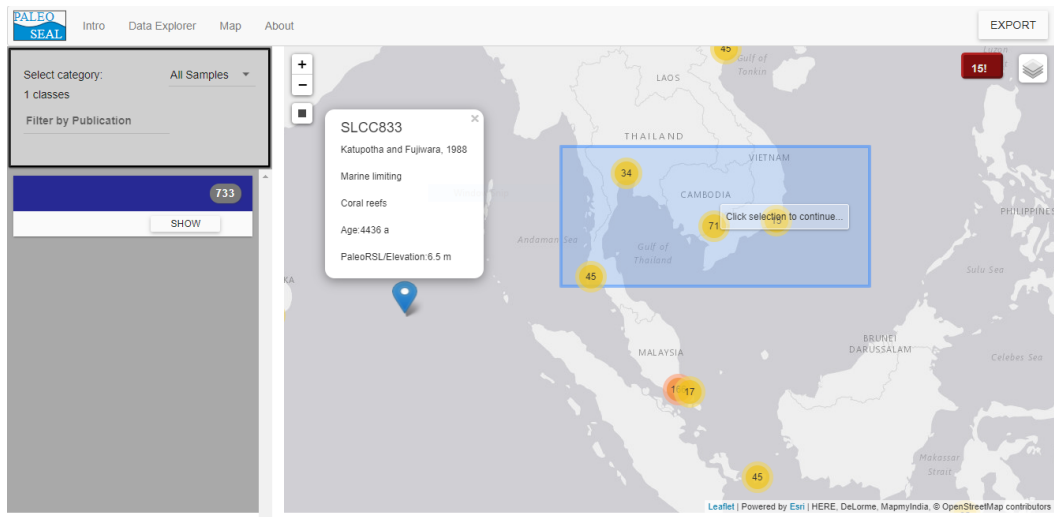 PALEO
SEAL
Intro
Data Explorer
Map
About
EXPORT
Select category:
All Samples
1 classes
Filter by Publication
733
SHOW
+
−
15!
SLCC833
×
Katupotha and Fujiwara, 1988
Marine limiting
Coral reefs
Age:4436 a
PaleoRSL/Elevation:6.5 m
45
Gulf of
Tonkin
LAOS
THAILAND
VIETNAM
34
CAMBODIA
71
Click selection to continue...
Andaman Sea
Gulf of
Thailand
45
PHILIPPINES
Sulu Sea
KA
MALAYSIA
BRUNEI
DARUSSALAM
Celebes Sea
17
Makassar
Strait
45
Leaflet | Powered by Esri | HERE, DeLorme, MapmyIndia, © OpenStreetMap contributors